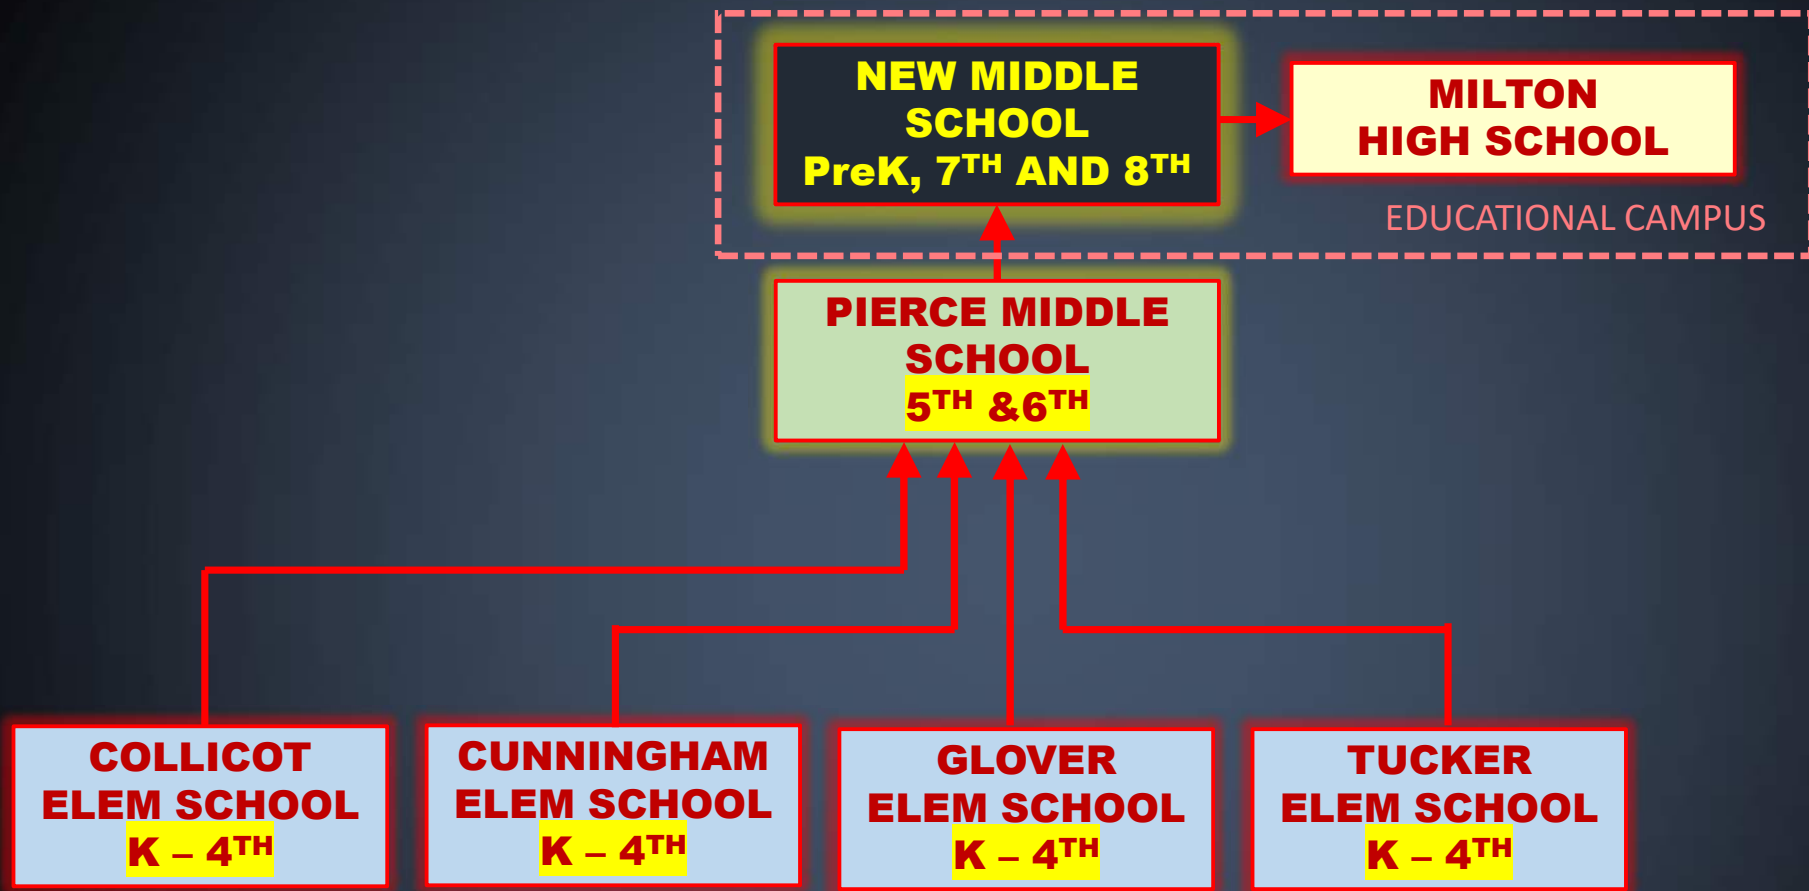 NEW MIDDLE
SCHOOL
PreK, 7TH AND 8TH
MILTON
HIGH SCHOOL
EDUCATIONAL CAMPUS
PIERCE MIDDLE
SCHOOL
5TH &6TH
COLLICOT
ELEM SCHOOL
K – 4TH
CUNNINGHAM
ELEM SCHOOL
K – 4TH
GLOVER
ELEM SCHOOL
K – 4TH
TUCKER
ELEM SCHOOL
K – 4TH